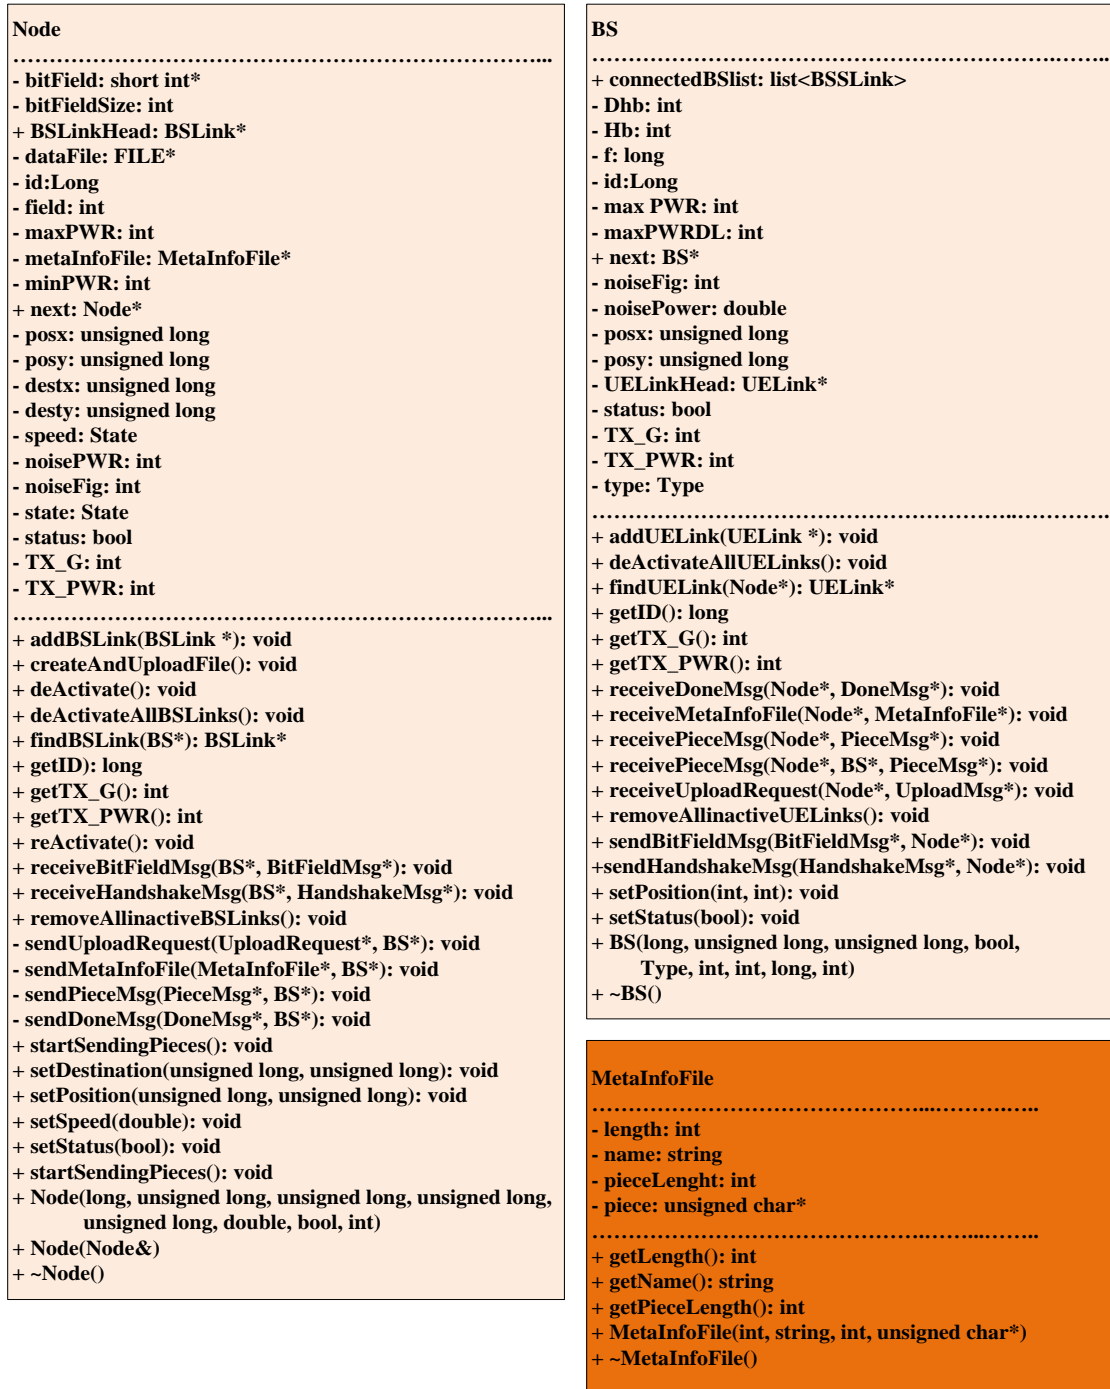 Node
- bitField: short int*
- bitFieldSize: int
+ BSLinkHead: BSLink*
- dataFile: FILE*
- id:Long
- field: int
- maxPWR: int
- metaInfoFile: MetaInfoFile*
- minPWR: int
+ next: Node*
- posx: unsigned long
- posy: unsigned long
- destx: unsigned long
- desty: unsigned long
- speed: State
- noisePWR: int
- noiseFig: int
- state: State
- status: bool
- TX_G: int
- TX_PWR: int
+ addBSLink(BSLink *): void
+ createAndUploadFile(): void
+ deActivate(): void
+ deActivateAllBSLinks(): void
+ findBSLink(BS*): BSLink*
+ getID): long
+ getTX_G(): int
+ getTX_PWR(): int
+ reActivate(): void
+ receiveBitFieldMsg(BS*, BitFieldMsg*): void
+ receiveHandshakeMsg(BS*, HandshakeMsg*): void
+ removeAllinactiveBSLinks(): void
- sendUploadRequest(UploadRequest*, BS*): void
- sendMetaInfoFile(MetaInfoFile*, BS*): void
- sendPieceMsg(PieceMsg*, BS*): void
- sendDoneMsg(DoneMsg*, BS*): void
+ startSendingPieces(): void
+ setDestination(unsigned long, unsigned long): void
+ setPosition(unsigned long, unsigned long): void
+ setSpeed(double): void
+ setStatus(bool): void
+ startSendingPieces(): void
+ Node(long, unsigned long, unsigned long, unsigned long,
unsigned long, double, bool, int)
+ Node(Node&)
+ ~Node()
BS
+ connectedBSlist: list<BSSLink>
- Dhb: int
- Hb: int
- f: long
- id:Long
- max PWR: int
- maxPWRDL: int
+ next: BS*
- noiseFig: int
- noisePower: double
- posx: unsigned long
- posy: unsigned long
- UELinkHead: UELink*
- status: bool
- TX_G: int
- TX_PWR: int
- type: Type
+ addUELink(UELink *): void
+ deActivateAllUELinks(): void
+ findUELink(Node*): UELink*
+ getID(): long
+ getTX_G(): int
+ getTX_PWR(): int
+ receiveDoneMsg(Node*, DoneMsg*): void
+ receiveMetaInfoFile(Node*, MetaInfoFile*): void
+ receivePieceMsg(Node*, PieceMsg*): void
+ receivePieceMsg(Node*, BS*, PieceMsg*): void
+ receiveUploadRequest(Node*, UploadMsg*): void
+ removeAllinactiveUELinks(): void
+ sendBitFieldMsg(BitFieldMsg*, Node*): void
+sendHandshakeMsg(HandshakeMsg*, Node*): void
+ setPosition(int, int): void
+ setStatus(bool): void
+ BS(long, unsigned long, unsigned long, bool,
Type, int, int, long, int)
+ ~BS()
MetaInfoFile
- length: int
- name: string
- pieceLenght: int
- piece: unsigned char*
+ getLength(): int
+ getName(): string
+ getPieceLength(): int
+ MetaInfoFile(int, string, int, unsigned char*)
+ ~MetaInfoFile()